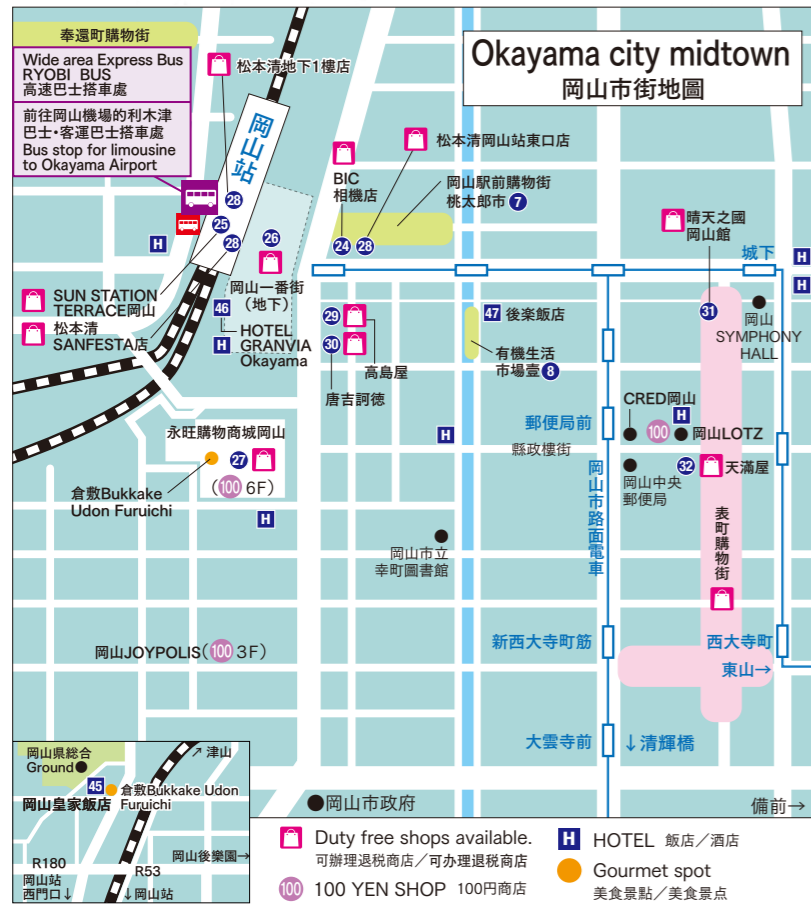 奉還町購物街
Wide area Express Bus
RYOBI BUS
高速巴士搭車處
前往岡山機場的利木津
巴士・客運巴士搭車處
Bus stop for limousine
to Okayama Airport
松本清地下1樓店
Okayama city midtown
岡山市街地圖
岡山站
28
25
28
26
H
BIC
相機店
松本清岡山站東口店
岡山駅前購物街
桃太郎市 7
24 28
晴天之國
岡山館
城下
H
H
SUN STATION
TERRACE岡山
松本清
SANFESTA店
岡山一番街
(地下)
46
HOTEL
H GRANVIA
Okayama
29
高島屋
30
唐吉訶徳
47 後楽飯店
有機生活
市場壹 8
31
岡山
SYMPHONY
HALL
郵便局前
CRED岡山
H
100
岡山LOTZ
縣政樓街
H
永旺購物商城岡山
27
(100 6F)
倉敷Bukkake
Udon Furuichi
H
岡山中央
郵便局
32 天滿屋
岡山市路面電車
表町購物街
岡山市立
幸町圖書館
岡山JOYPOLIS(100 3F)
新西大寺町筋
西大寺町
東山→
大雲寺前
↓清輝橋
岡山県総合
Ground
↗津山
45
倉敷Bukkake Udon
Furuichi
岡山皇家飯店
岡山後樂園→
R180
岡山站
西門口↓
R53
↓岡山站
岡山市政府
備前→
Duty free shops available.
可辦理退税商店/可办理退税商店
100 100 YEN SHOP 100円商店
H HOTEL 飯店/酒店
Gourmet spot
美食景點/美食景点